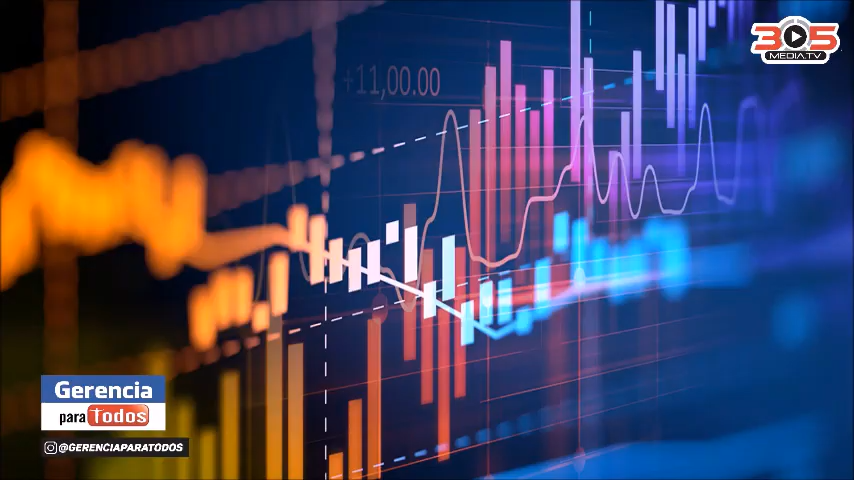 305
MEDIA.TV
+11,00.00
Gerencia
para Todos
@GERENCIAPARATODOS